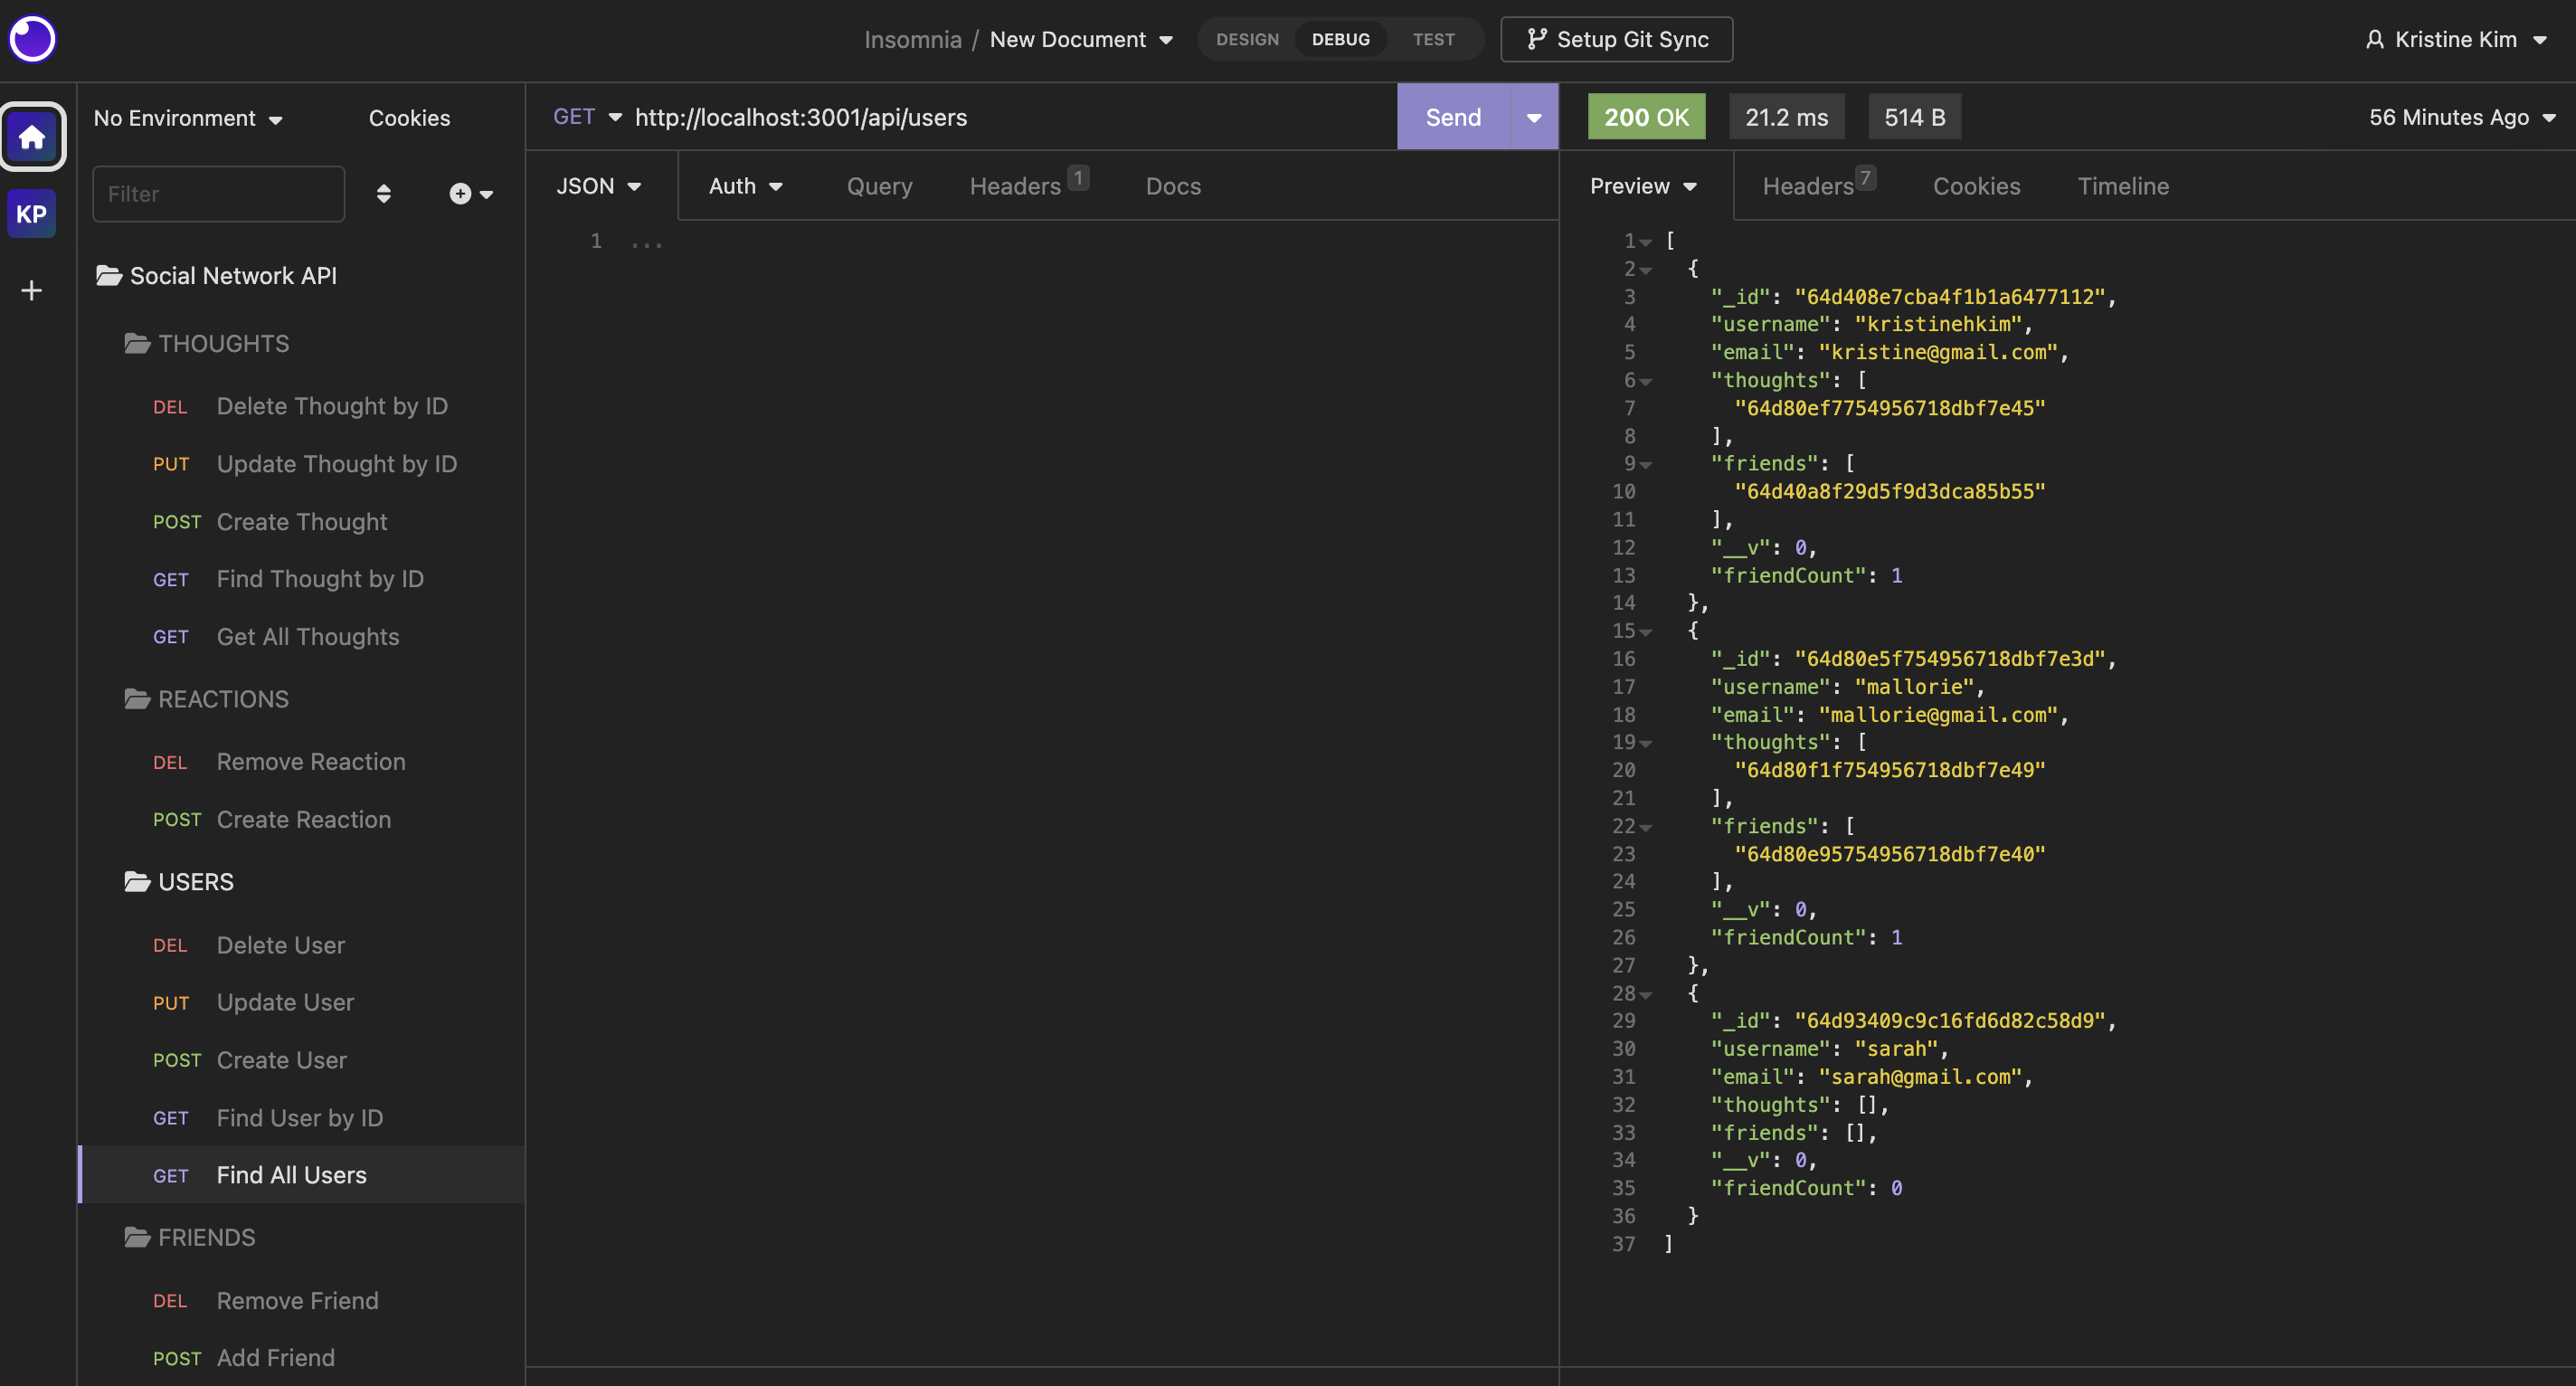 Insomnia / New Document
DESIGN DEBUG TEST
Setup Git Sync
Kristine Kim
KP
No Environment
Cookies
Filter
Social Network API
THOUGHTS
DEL Delete Thought by ID
PUT Update Thought by ID
POST Create Thought
GET Find Thought by ID
GET Get All Thoughts
REACTIONS
DEL Remove Reaction
POST Create Reaction
USERS
DEL Delete User
PUT Update User
POST Create User
GET Find User by ID
GET Find All Users
FRIENDS
DEL Remove Friend
POST Add Friend
GET http://localhost:3001/api/users
Send
JSON Auth Query Headers 1 Docs
1 ...
200 OK 21.2 ms 514 B
56 Minutes Ago
Preview Headers 7 Cookies Timeline
1 [
2 {
3 "_id": "64d408e7cba4f1b1a6477112",
4 "username": "kristinehkim",
5 "email": "kristine@gmail.com",
6 "thoughts": [
7 "64d80ef7754956718dbf7e45"
8 ],
9 "friends": [
10 "64d40a8f29d5f9d3dca85b55"
11 ],
12 "__v": 0,
13 "friendCount": 1
14 },
15 {
16 "_id": "64d80e5f754956718dbf7e3d",
17 "username": "mallorie",
18 "email": "mallorie@gmail.com",
19 "thoughts": [
20 "64d80f1f754956718dbf7e49"
21 ],
22 "friends": [
23 "64d80e95754956718dbf7e40"
24 ],
25 "__v": 0,
26 "friendCount": 1
27 },
28 {
29 "_id": "64d93409c9c16fd6d82c58d9",
30 "username": "sarah",
31 "email": "sarah@gmail.com",
32 "thoughts": [],
33 "friends": [],
34 "__v": 0,
35 "friendCount": 0
36 }
37 ]